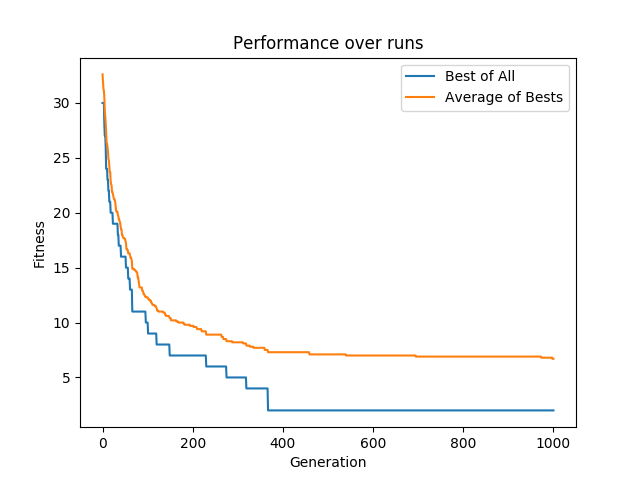 Performance over runs
Best of All
Average of Bests
Fitness
30
25
20
15
10
5
0 200 400 600 800 1000
Generation